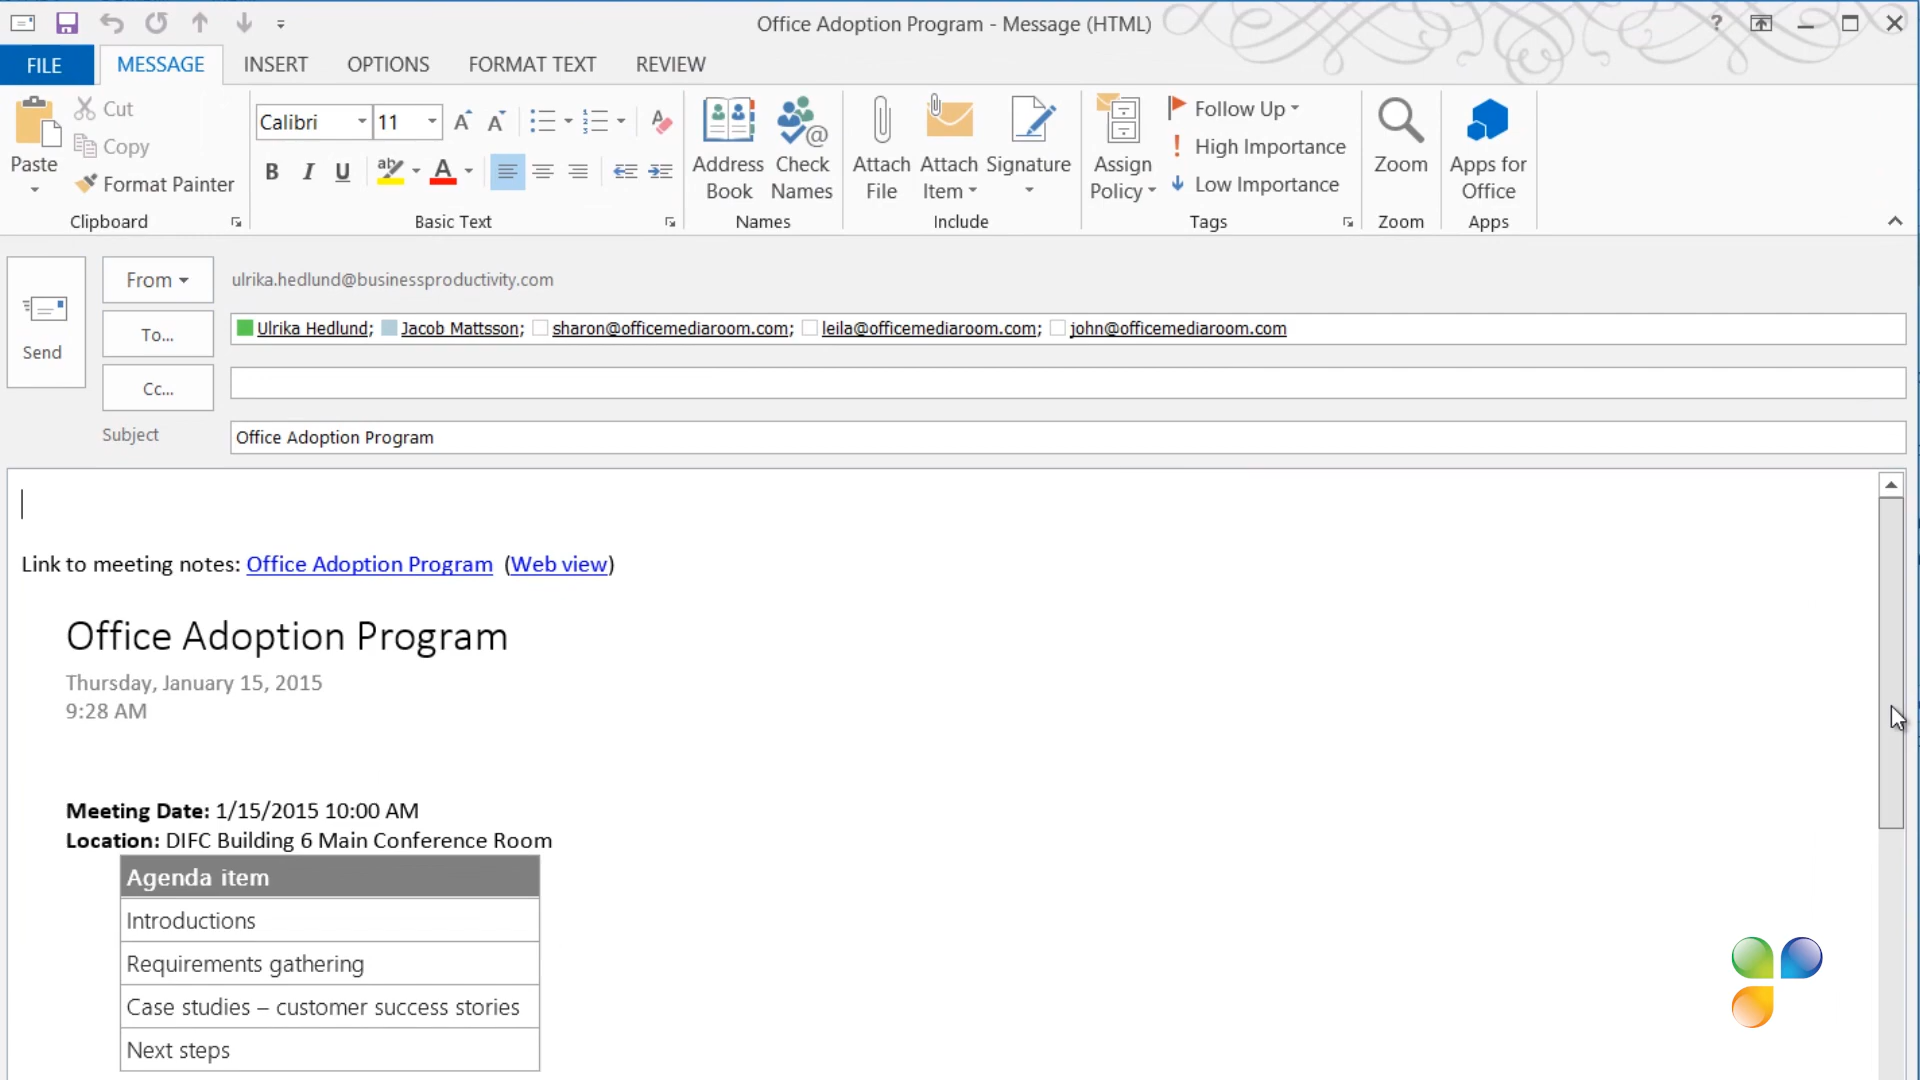 Office Adoption Program - Message (HTML)
?
FILE MESSAGE INSERT OPTIONS FORMAT TEXT REVIEW
Paste
Cut
Copy
Format Painter
Clipboard
Calibri 11
B I U
Basic Text
Address Book
Check Names
Names
Attach File
Attach Item
Signature
Include
Assign Policy
Follow Up
High Importance
Low Importance
Tags
Zoom
Zoom
Apps for Office
Apps
Send
From ulrika.hedlund@businessproductivity.com
To... Ulrika Hedlund; Jacob Mattsson; sharon@officemediaroom.com; leila@officemediaroom.com; john@officemediaroom.com
Cc...
Subject Office Adoption Program
Link to meeting notes: Office Adoption Program (Web view)
Office Adoption Program
Thursday, January 15, 2015
9:28 AM
Meeting Date: 1/15/2015 10:00 AM
Location: DIFC Building 6 Main Conference Room
Agenda item
Introductions
Requirements gathering
Case studies – customer success stories
Next steps